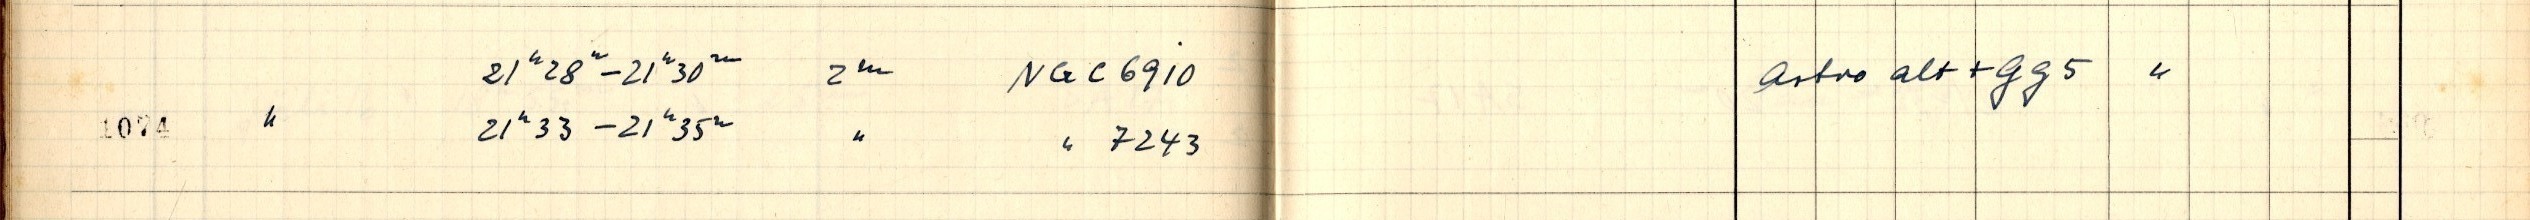 21ʰ28ᵐ – 21ʰ30ᵐ 2ᵐ NGC 6910 Astro alt + GG5 "
1074 " 21ʰ33 – 21ʰ35ᵐ " " 7243